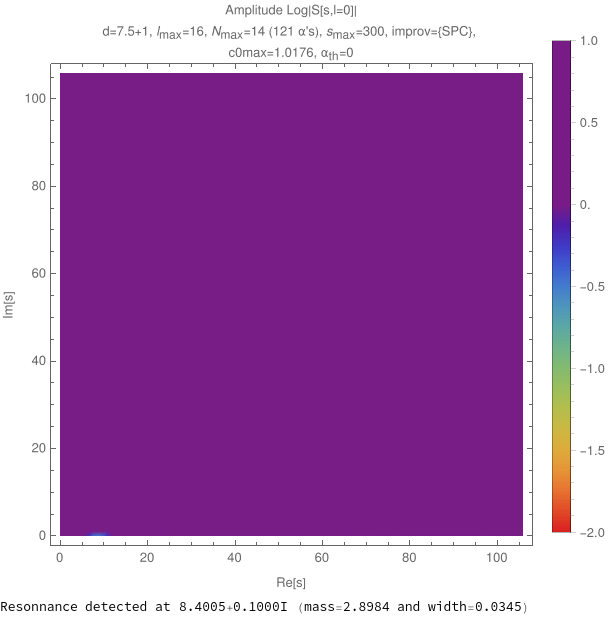 Amplitude Log|S[s,l=0]|
d=7.5+1, lmax=16, Nmax=14 (121 α's), smax=300, improv={SPC},
c0max=1.0176, αth=0
1.0
0.5
0.
-0.5
-1.0
-1.5
-2.0
Im[s]
100
80
60
40
20
0
0 20 40 60 80 100
Re[s]
Resonnance detected at 8.4005+0.1000I (mass=2.8984 and width=0.0345)